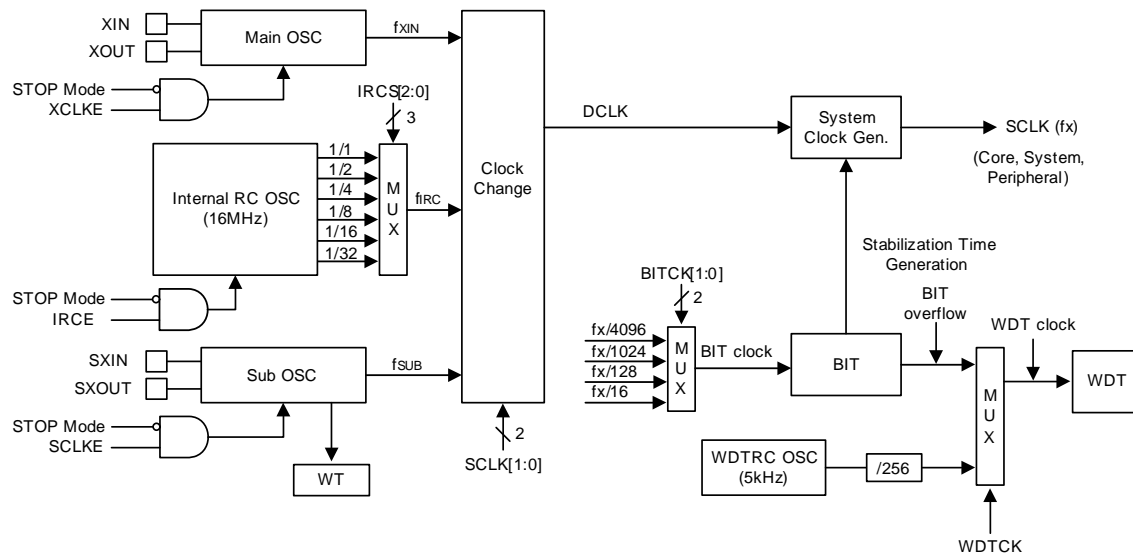 XIN
XOUT
Main OSC
fXIN
STOP Mode
XCLKE
IRCS[2:0]
3
DCLK
System
Clock Gen.
SCLK (fx)
(Core, System,
Peripheral)
Internal RC OSC
(16MHz)
1/1
1/2
1/4
1/8
1/16
1/32
MUX
fIRC
Clock
Change
STOP Mode
IRCE
Stabilization Time
Generation
BITCK[1:0]
2
BIT
overflow
WDT clock
fx/4096
fx/1024
fx/128
fx/16
MUX
BIT clock
BIT
MUX
WDT
SXIN
SXOUT
Sub OSC
fSUB
STOP Mode
SCLKE
WT
2
SCLK[1:0]
WDTRC OSC
(5kHz)
/256
WDTCK